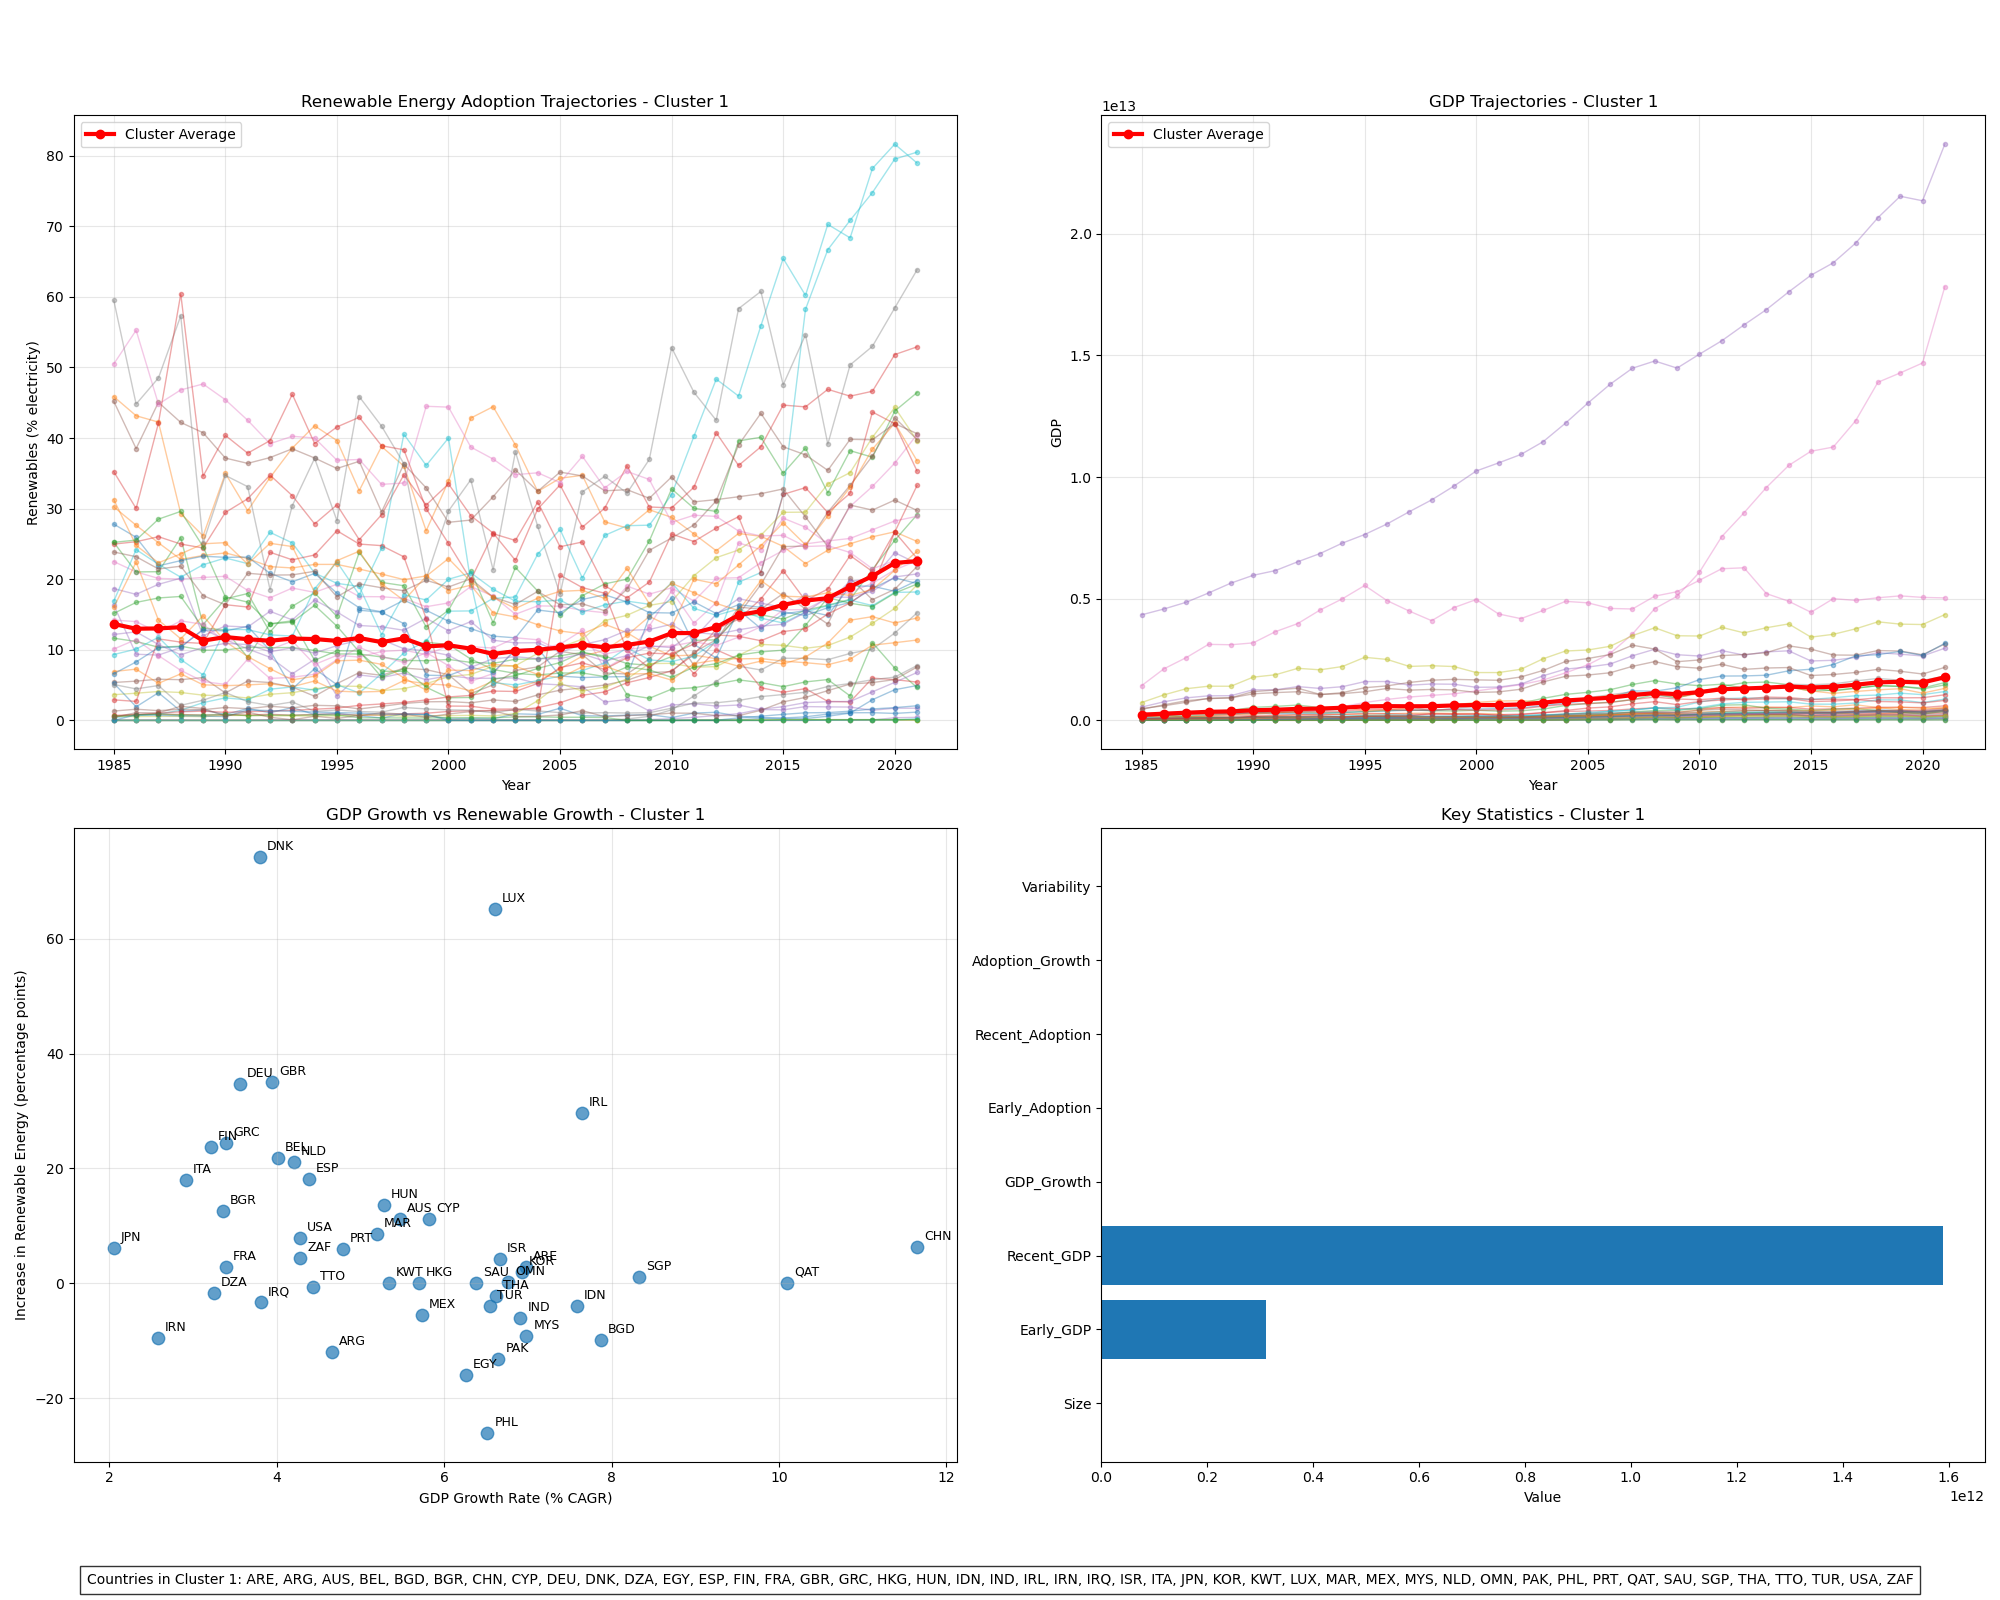 Renewable Energy Adoption Trajectories - Cluster 1
Cluster Average
80
70
60
50
40
30
20
10
0
Renewables (% electricity)
1985 1990 1995 2000 2005 2010 2015 2020
Year
GDP Trajectories - Cluster 1
1e13
Cluster Average
2.0
1.5
1.0
0.5
0.0
GDP
1985 1990 1995 2000 2005 2010 2015 2020
Year
GDP Growth vs Renewable Growth - Cluster 1
60
40
20
0
−20
Increase in Renewable Energy (percentage points)
DNK
LUX
DEU
GBR
IRL
FIN
GRC
BEL
NLD
ITA
ESP
BGR
HUN
AUS
CYP
MAR
USA
JPN
PRT
CHN
ZAF
ISR
FRA
ARE
KOR
SGP
TTO
KWT
HKG
SAU
OMN
QAT
DZA
THA
IRQ
TUR
IDN
MEX
IND
IRN
MYS
BGD
ARG
PAK
EGY
PHL
2 4 6 8 10 12
GDP Growth Rate (% CAGR)
Key Statistics - Cluster 1
Variability
Adoption_Growth
Recent_Adoption
Early_Adoption
GDP_Growth
Recent_GDP
Early_GDP
Size
0.0 0.2 0.4 0.6 0.8 1.0 1.2 1.4 1.6
1e12
Value
Countries in Cluster 1: ARE, ARG, AUS, BEL, BGD, BGR, CHN, CYP, DEU, DNK, DZA, EGY, ESP, FIN, FRA, GBR, GRC, HKG, HUN, IDN, IND, IRL, IRN, IRQ, ISR, ITA, JPN, KOR, KWT, LUX, MAR, MEX, MYS, NLD, OMN, PAK, PHL, PRT, QAT, SAU, SGP, THA, TTO, TUR, USA, ZAF